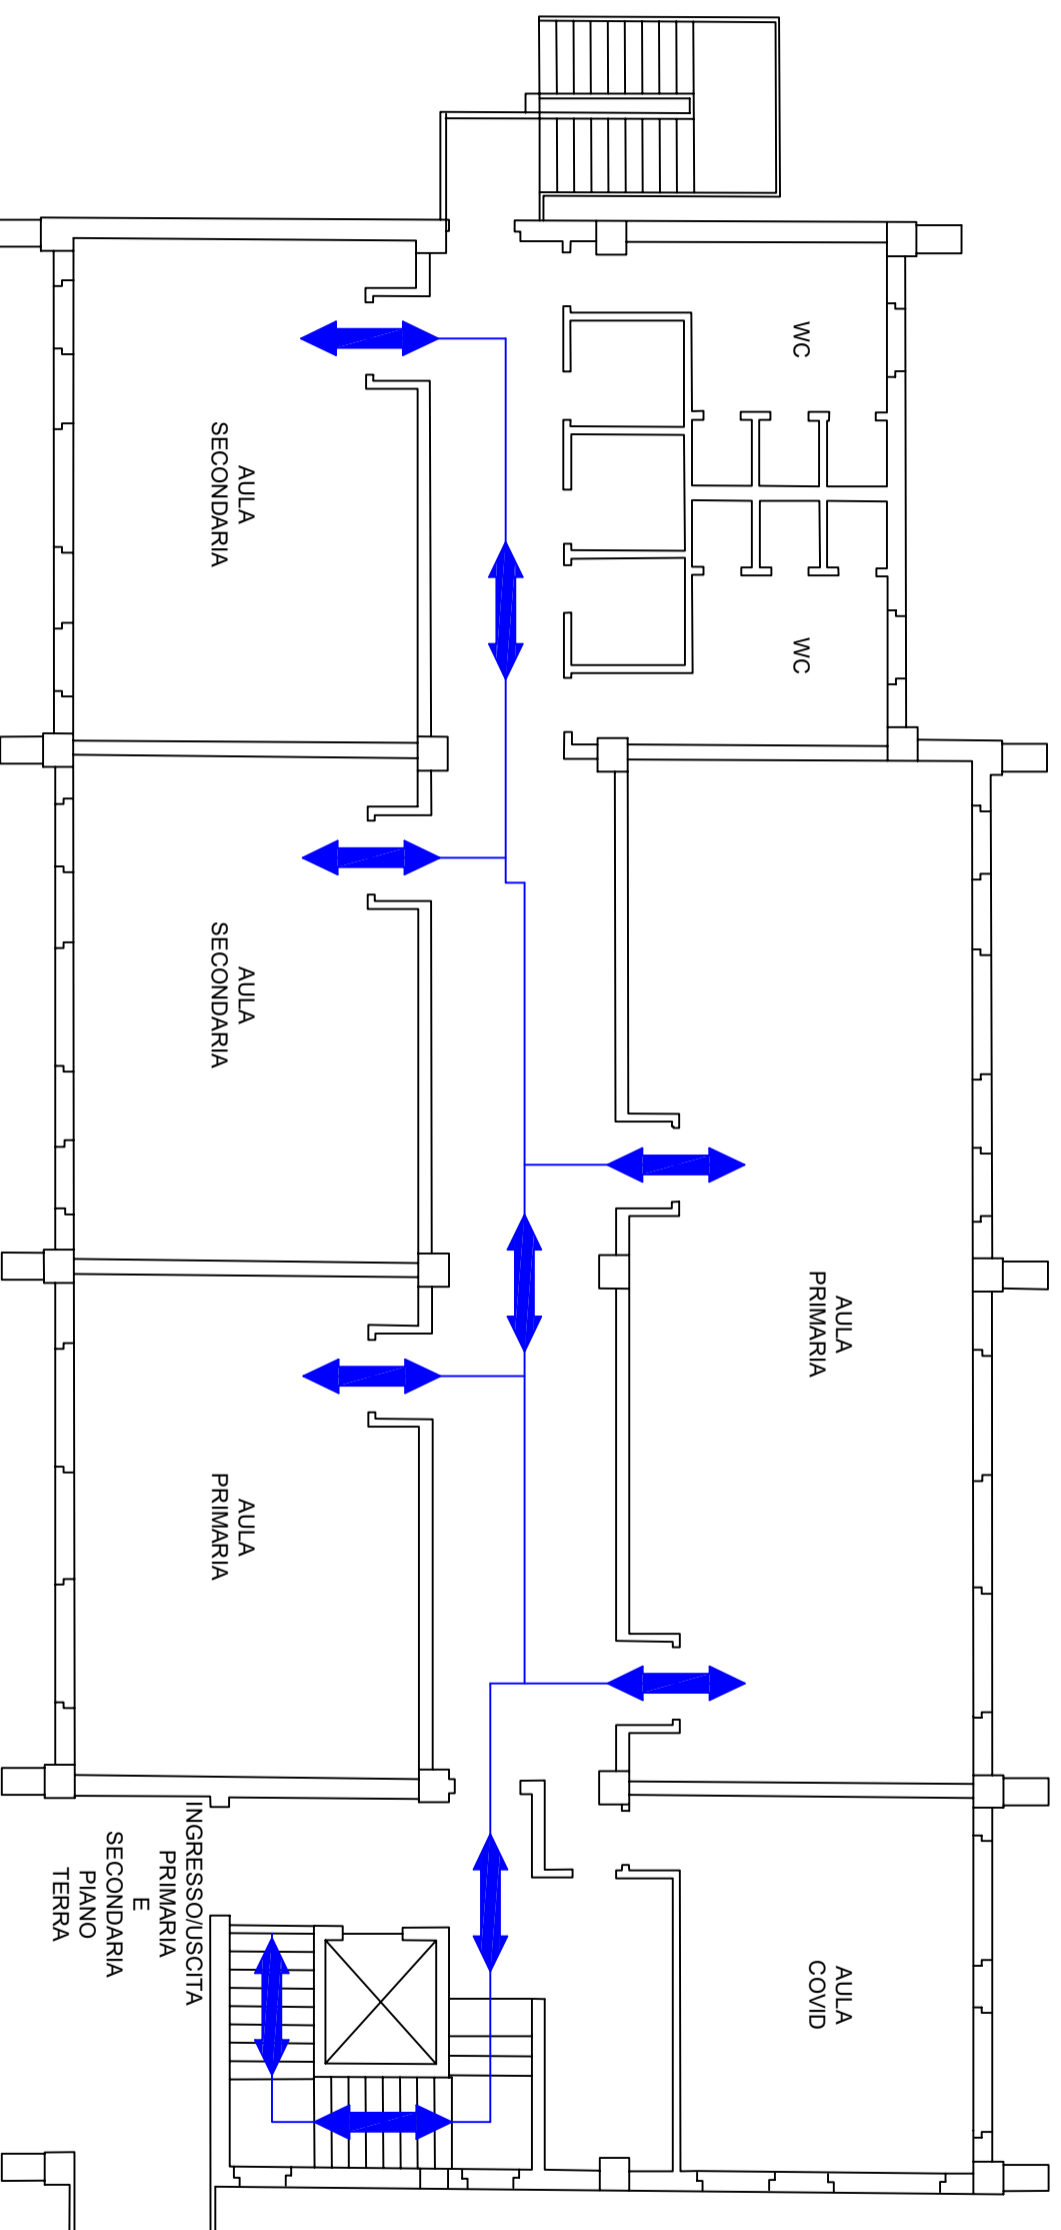 WC
WC
AULA
SECONDARIA
AULA
SECONDARIA
AULA
PRIMARIA
AULA
PRIMARIA
AULA
COVID
INGRESSO/USCITA
PRIMARIA
E
SECONDARIA
PIANO
TERRA